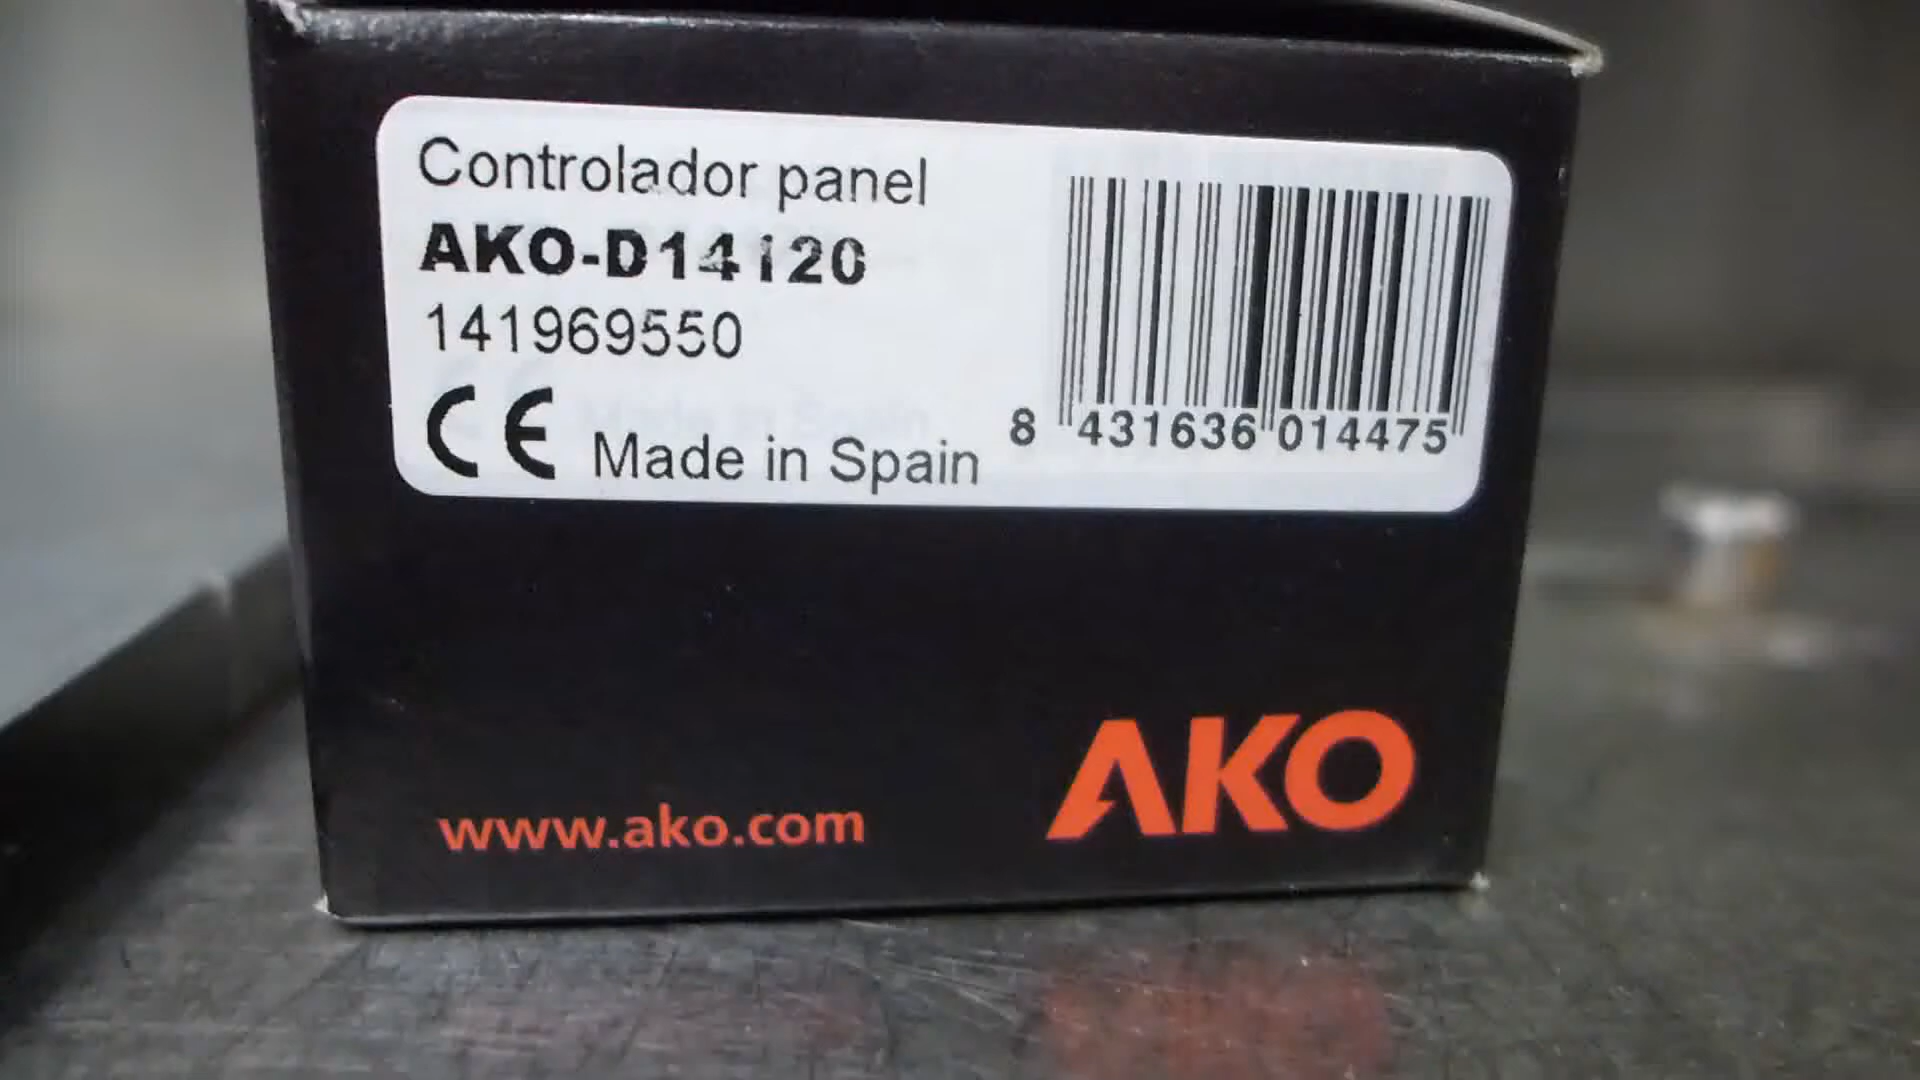 Controlador panel
AKO-D14120
141969550
CE Made in Spain
8 431636 014475
www.ako.com
AKO